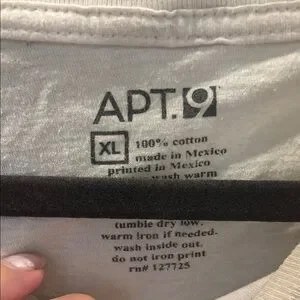 APT.9
XL
100% cotton
made in Mexico
printed in Mexico
wash warm
tumble dry low.
warm iron if needed-
wash inside out.
do not iron print
rn# 127725